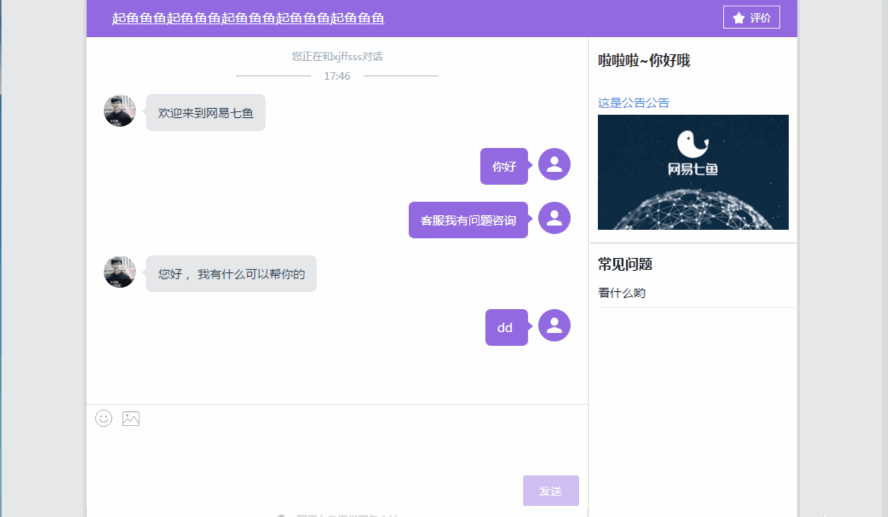 起鱼鱼鱼起鱼鱼鱼起鱼鱼鱼起鱼鱼鱼起鱼鱼鱼
评价
您正在和xjffsss对话
17:46
欢迎来到网易七鱼
你好
客服我有问题咨询
您好，我有什么可以帮你的
dd
发送
啦啦啦~你好哦
这是公告公告
网易七鱼
常见问题
看什么哟